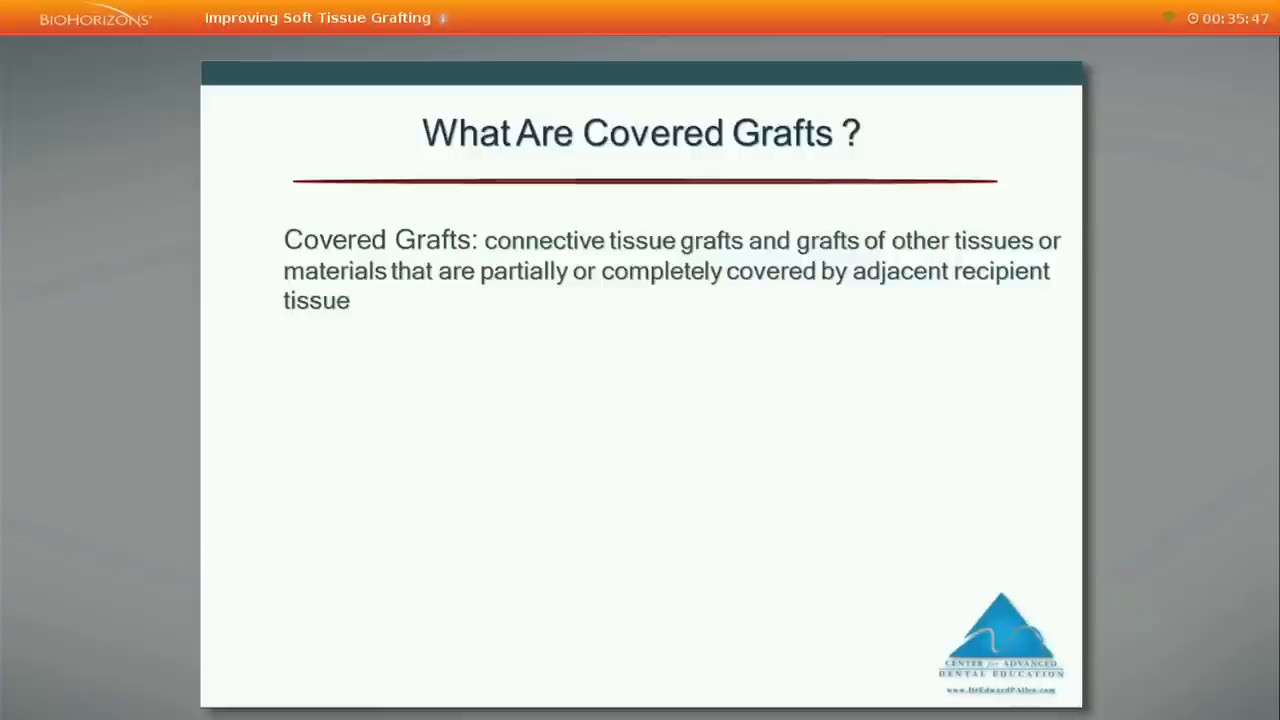 BIOHORIZONS®
Improving Soft Tissue Grafting
00:35:47
What Are Covered Grafts ?
Covered Grafts: connective tissue grafts and grafts of other tissues or
materials that are partially or completely covered by adjacent recipient
tissue
CENTER for ADVANCED
DENTAL EDUCATION
www.DrEdwardPAllen.com